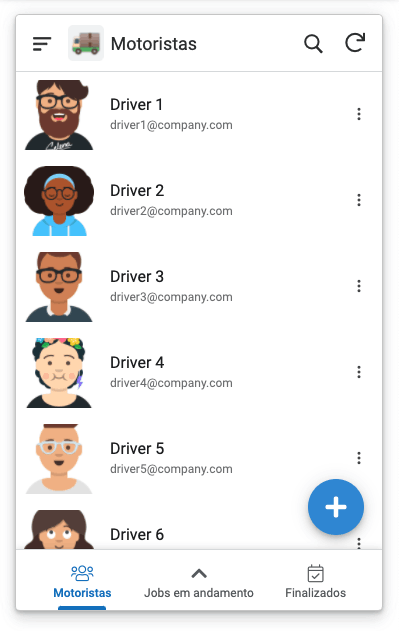 Motoristas
Driver 1
driver1@company.com
Driver 2
driver2@company.com
Driver 3
driver3@company.com
Driver 4
driver4@company.com
Driver 5
driver5@company.com
Driver 6
Motoristas
Jobs em andamento
Finalizados